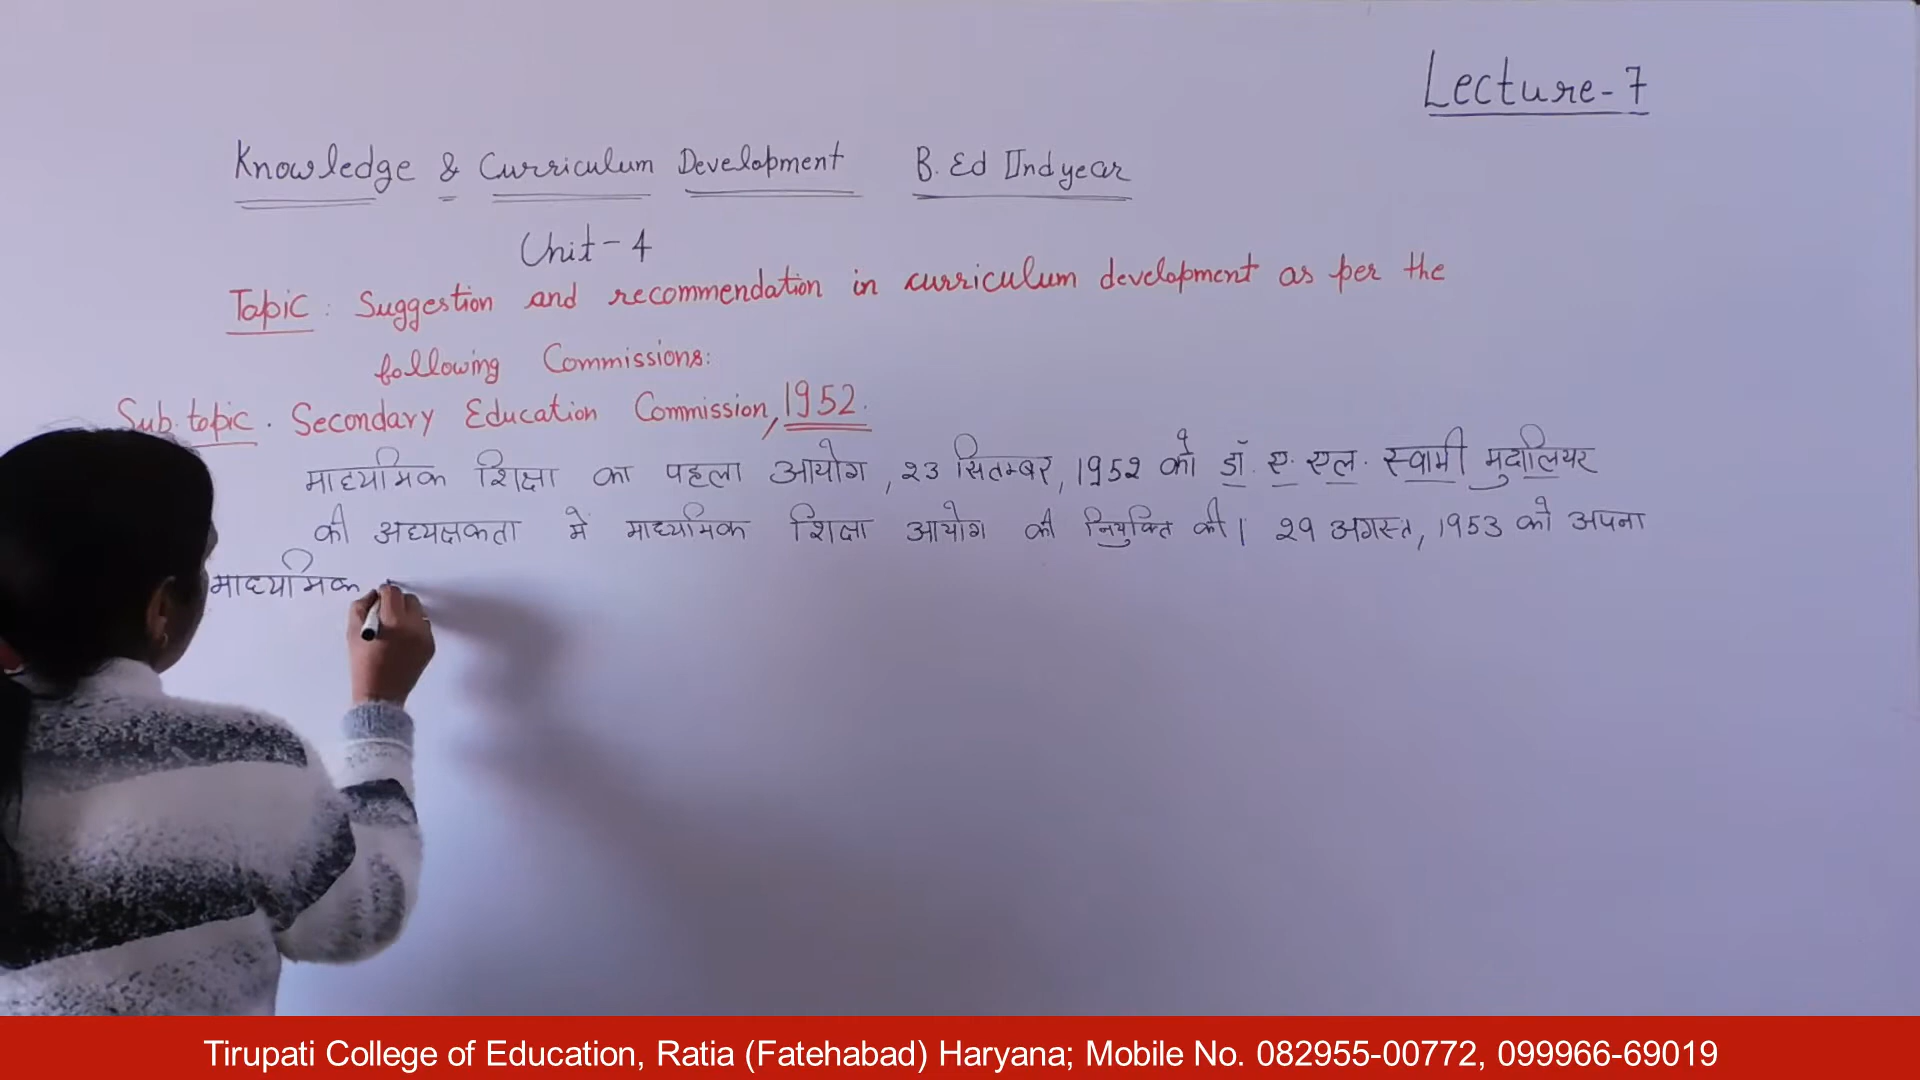 Lecture-7
Knowledge & Curriculum Development B.Ed IInd year
Unit-4
Topic: Suggestion and recommendation in curriculum development as per the
following Commissions:
Sub.topic. Secondary Education Commission, 1952.
माध्यमिक शिक्षा का पहला आयोग, 23 सितम्बर, 1952 को डॉ. ए. एल. स्वामी मुदालियर
की अध्यक्षकता में माध्यमिक शिक्षा आयोग की नियुक्ति की। २९ अगस्त, 1953 को अपना
माध्यमिक
Tirupati College of Education, Ratia (Fatehabad) Haryana; Mobile No. 082955-00772, 099966-69019